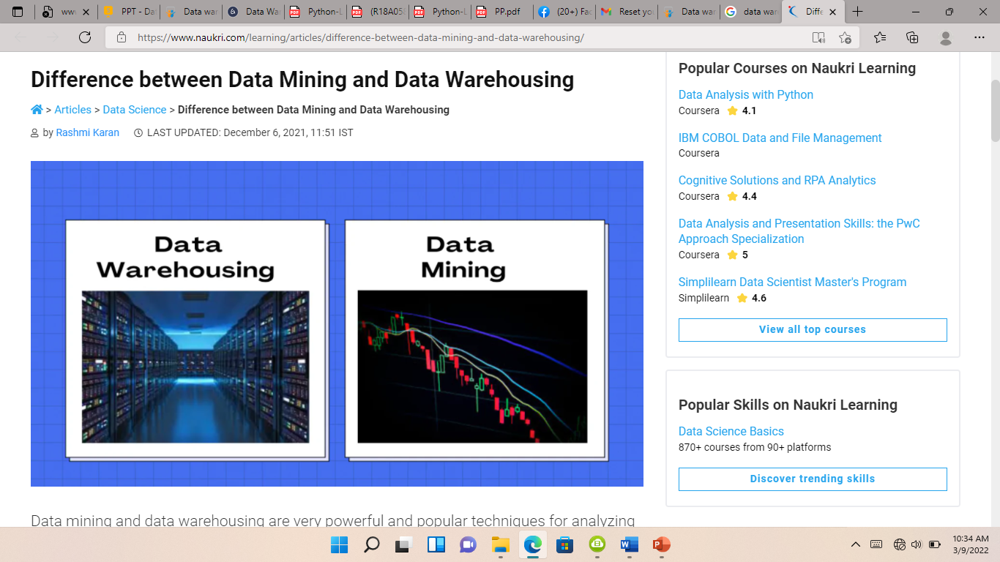 www
PPT - Da
Data war
Data Wa
Python-L
(R18A05
Python-L
PP.pdf
(20+) Fac
Reset yo
Data war
data war
Diffe
https://www.naukri.com/learning/articles/difference-between-data-mining-and-data-warehousing/
Difference between Data Mining and Data Warehousing
> Articles > Data Science > Difference between Data Mining and Data Warehousing
by Rashmi Karan LAST UPDATED: December 6, 2021, 11:51 IST
Data
Warehousing
Data
Mining
Data mining and data warehousing are very powerful and popular techniques for analyzing
Popular Courses on Naukri Learning
Data Analysis with Python
Coursera 4.1
IBM COBOL Data and File Management
Coursera
Cognitive Solutions and RPA Analytics
Coursera 4.4
Data Analysis and Presentation Skills: the PwC
Approach Specialization
Coursera 5
Simplilearn Data Scientist Master's Program
Simplilearn 4.6
View all top courses
Popular Skills on Naukri Learning
Data Science Basics
870+ courses from 90+ platforms
Discover trending skills
10:34 AM
3/9/2022